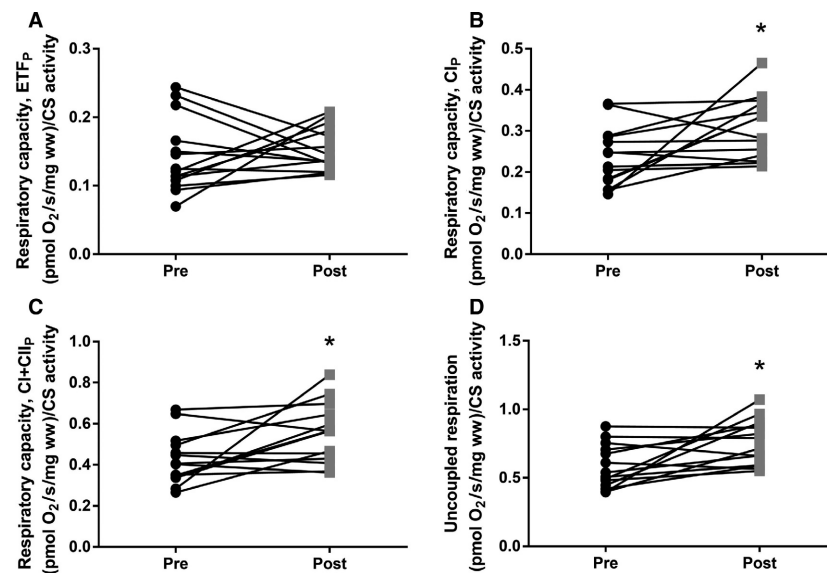 A
Respiratory capacity, ETFP
(pmol O2/s/mg ww)/CS activity
0.3
0.2
0.1
0.0
Pre Post
B
*
Respiratory capacity, CIP
(pmol O2/s/mg ww)/CS activity
0.5
0.4
0.3
0.2
0.1
0.0
Pre Post
C
*
Respiratory capacity, CI+CIIP
(pmol O2/s/mg ww)/CS activity
1.0
0.8
0.6
0.4
0.2
0.0
Pre Post
D
*
Uncoupled respiration
(pmol O2/s/mg ww)/CS activity
1.5
1.0
0.5
0.0
Pre Post